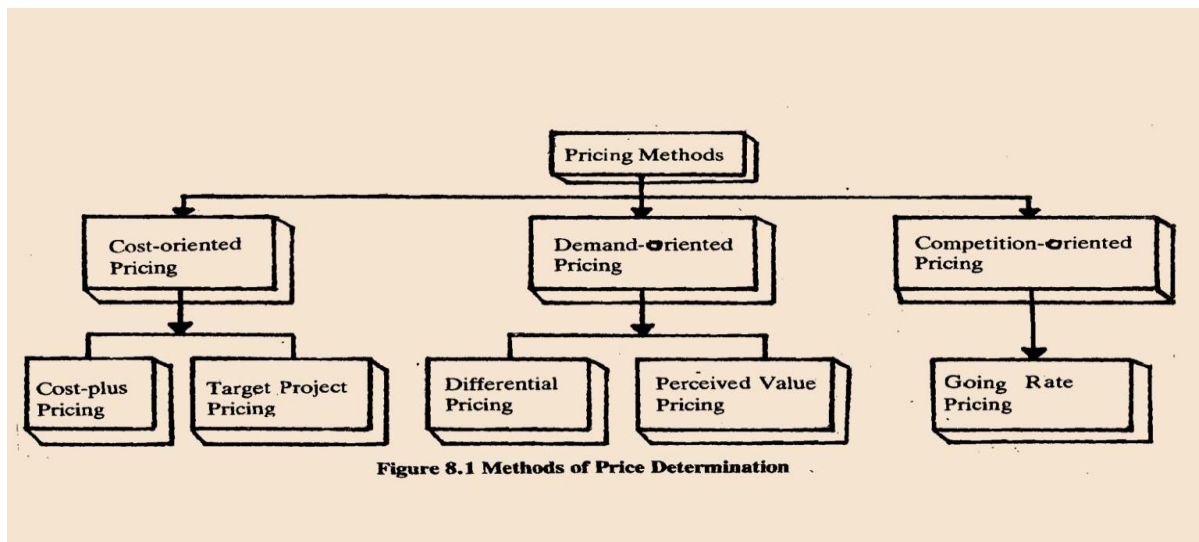 Pricing Methods
Cost-oriented
Pricing
Demand-oriented
Pricing
Competition-oriented
Pricing
Cost-plus
Pricing
Target Project
Pricing
Differential
Pricing
Perceived Value
Pricing
Going Rate
Pricing
Figure 8.1 Methods of Price Determination